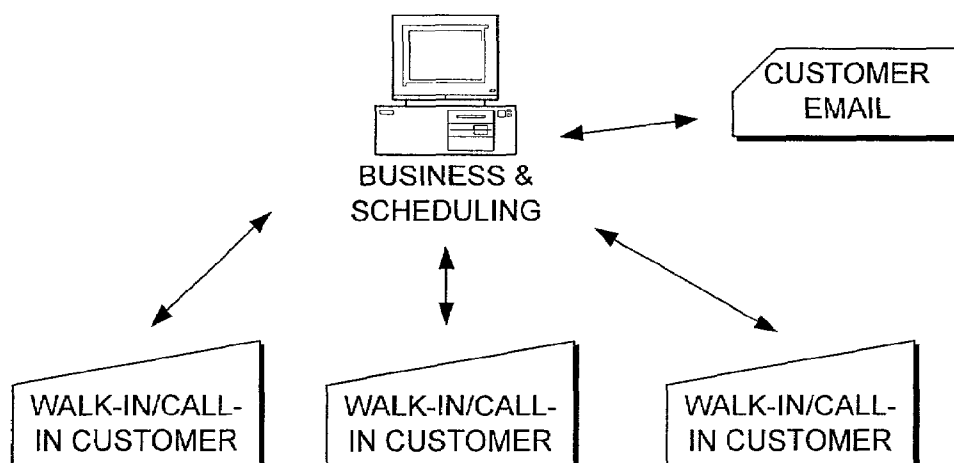 CUSTOMER
EMAIL
BUSINESS &
SCHEDULING
WALK-IN/CALL-
IN CUSTOMER
WALK-IN/CALL-
IN CUSTOMER
WALK-IN/CALL-
IN CUSTOMER